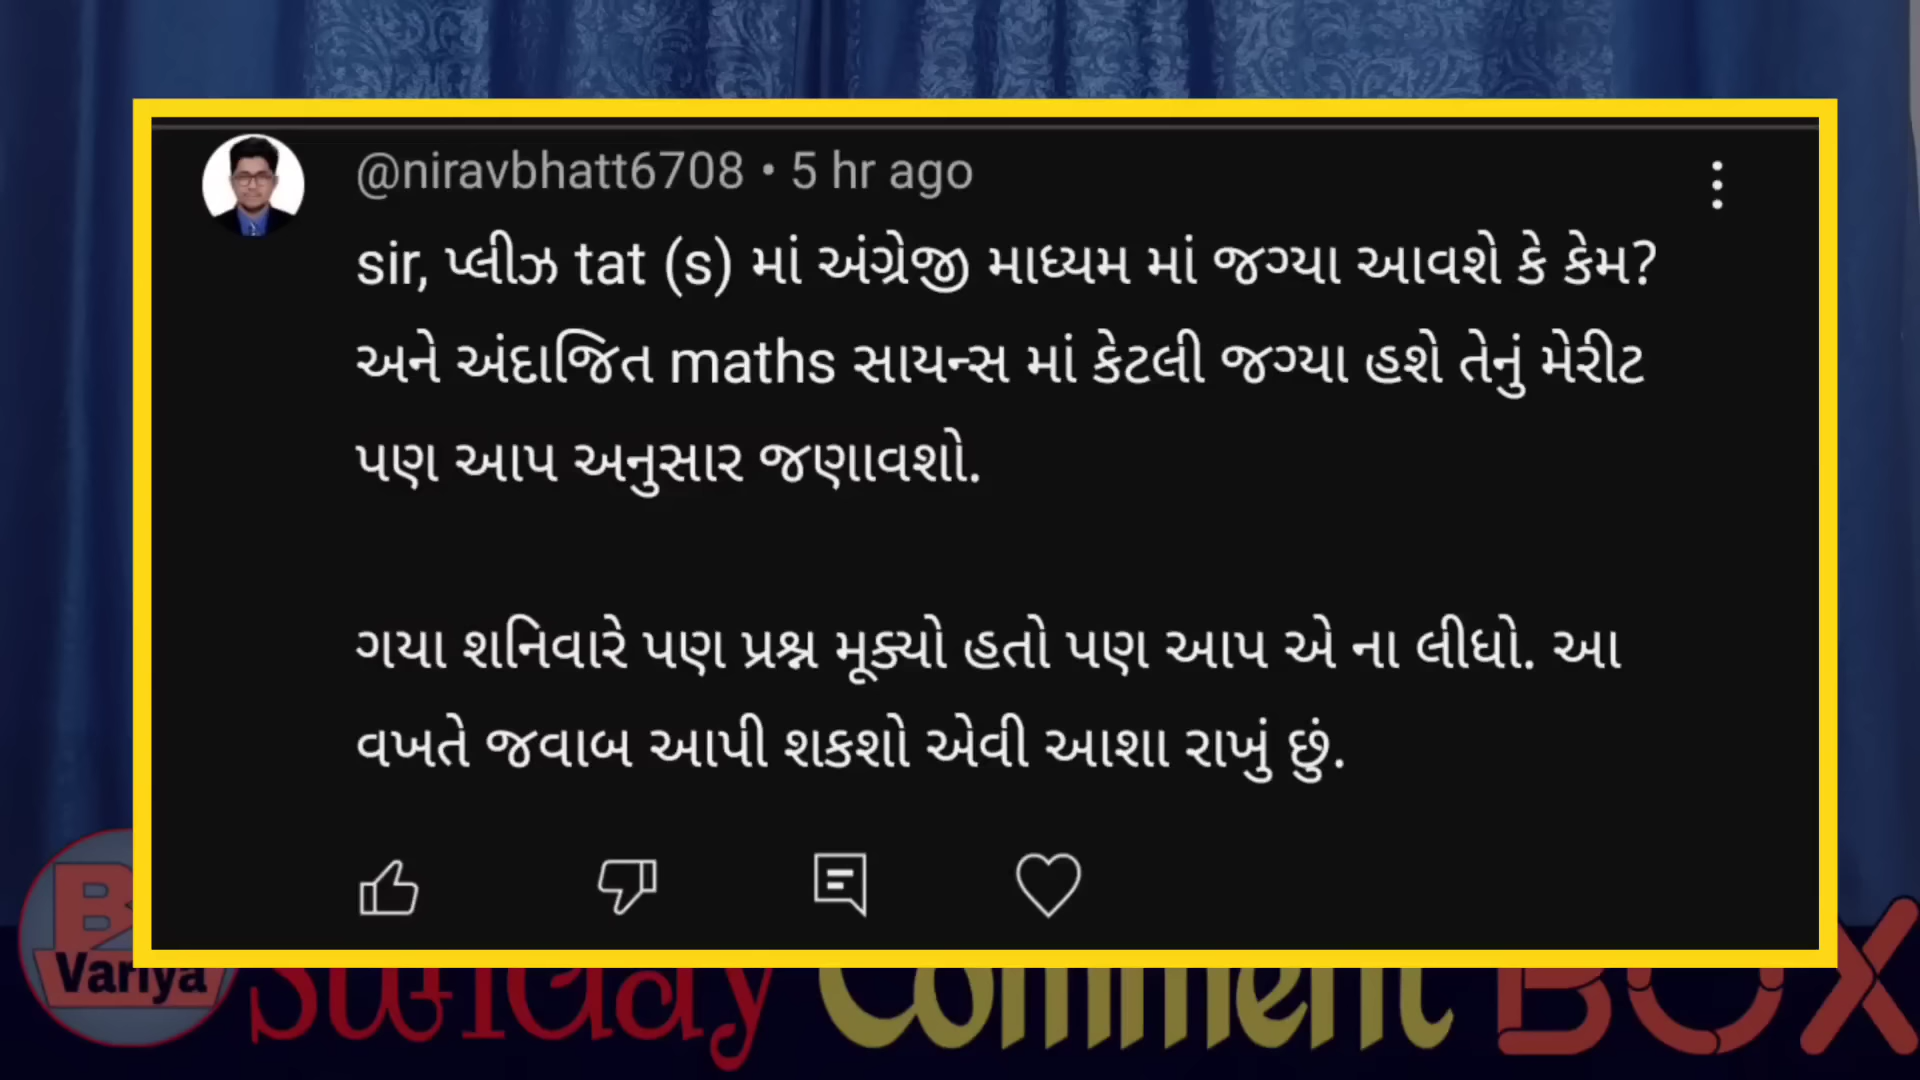 @niravbhatt6708 • 5 hr ago
sir, પ્લીઝ tat (s) માં અંગ્રેજી માધ્યમ માં જગ્યા આવશે કે કેમ?
અને અંદાજિત maths સાયન્સ માં કેટલી જગ્યા હશે તેનું મેરીટ
પણ આપ અનુસાર જણાવશો.
ગયા શનિવારે પણ પ્રશ્ન મૂક્યો હતો પણ આપ એ ના લીધો. આ
વખતે જવાબ આપી શકશો એવી આશા રાખું છું.
Variya
Sunday Comment BOX